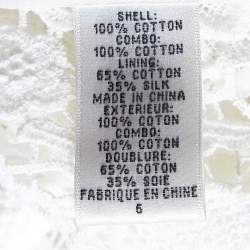 SHELL:
100% COTTON
COMBO:
100% COTTON
LINING:
65% COTTON
35% SILK
MADE IN CHINA
EXTERIEUR:
100% COTON
COMBO:
100% COTON
DOUBLURE:
65% COTON
35% SOIE
FABRIQUE EN CHINE
6